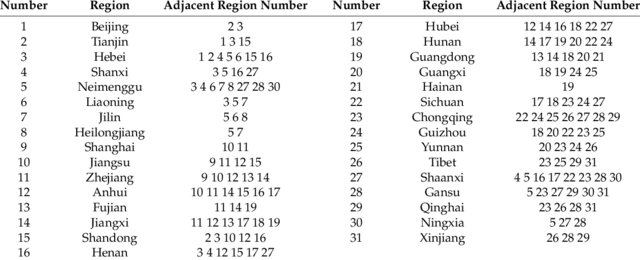 Number Region Adjacent Region Number Number Region Adjacent Region Number
1 Beijing 2 3 17 Hubei 12 14 16 18 22 27
2 Tianjin 1 3 15 18 Hunan 14 17 19 20 22 24
3 Hebei 1 2 4 5 6 15 16 19 Guangdong 13 14 18 20 21
4 Shanxi 3 5 16 27 20 Guangxi 18 19 24 25
5 Neimenggu 3 4 6 7 8 27 28 30 21 Hainan 19
6 Liaoning 3 5 7 22 Sichuan 17 18 23 24 27
7 Jilin 5 6 8 23 Chongqing 22 24 25 26 27 28 29
8 Heilongjiang 5 7 24 Guizhou 18 20 22 23 25
9 Shanghai 10 11 25 Yunnan 20 23 24 26
10 Jiangsu 9 11 12 15 26 Tibet 23 25 29 31
11 Zhejiang 9 10 12 13 14 27 Shaanxi 4 5 16 17 22 23 28 30
12 Anhui 10 11 14 15 16 17 28 Gansu 5 23 27 29 30 31
13 Fujian 11 14 19 29 Qinghai 23 26 28 31
14 Jiangxi 11 12 13 17 18 19 30 Ningxia 5 27 28
15 Shandong 2 3 10 12 16 31 Xinjiang 26 28 29
16 Henan 3 4 12 15 17 27